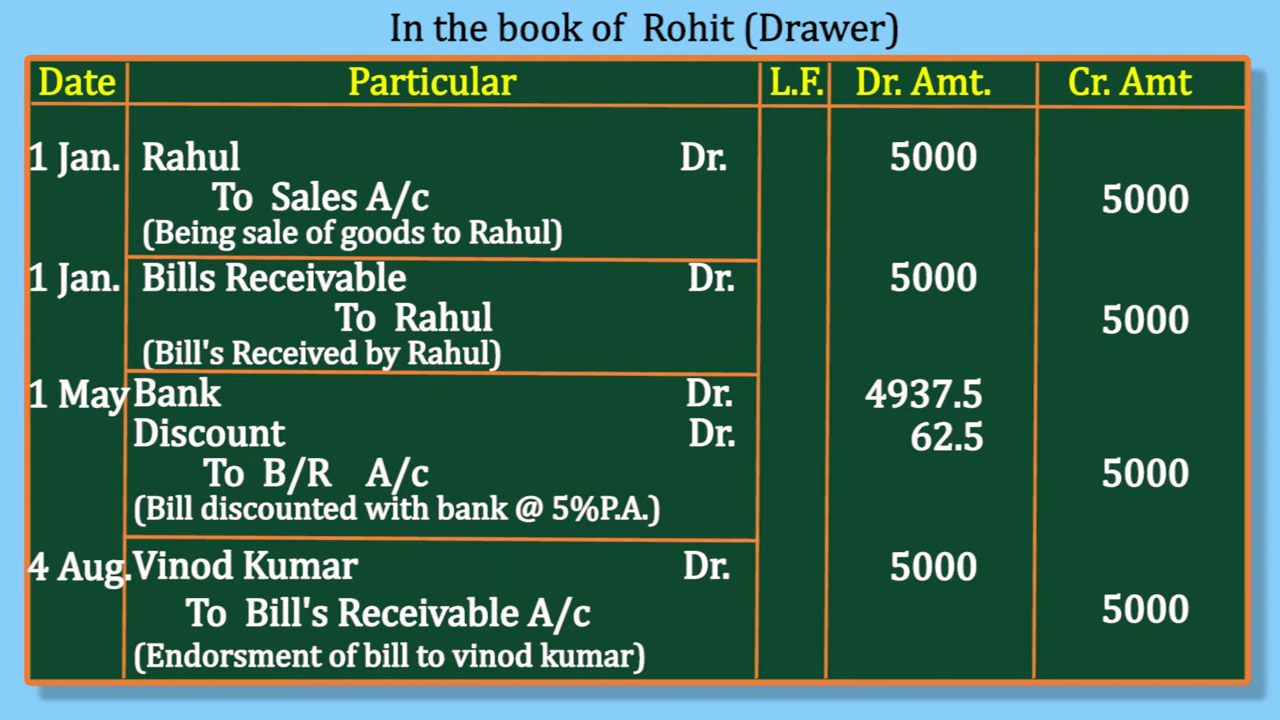 In the book of Rohit (Drawer)
Date Particular L.F. Dr. Amt. Cr. Amt
1 Jan. Rahul Dr. 5000
To Sales A/c 5000
(Being sale of goods to Rahul)
1 Jan. Bills Receivable Dr. 5000
To Rahul 5000
(Bill's Received by Rahul)
1 May Bank Dr. 4937.5
Discount Dr. 62.5
To B/R A/c 5000
(Bill discounted with bank @ 5%P.A.)
4 Aug. Vinod Kumar Dr. 5000
To Bill's Receivable A/c 5000
(Endorsment of bill to vinod kumar)